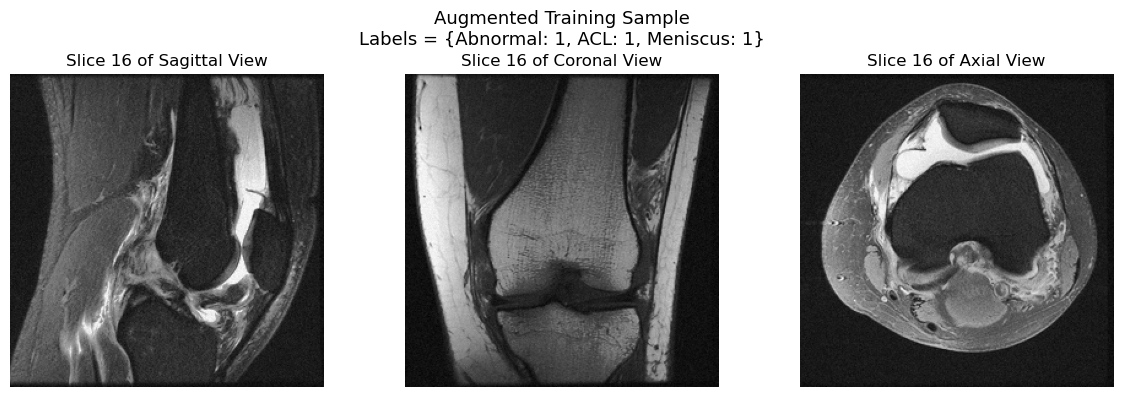 Augmented Training Sample
Labels = {Abnormal: 1, ACL: 1, Meniscus: 1}
Slice 16 of Sagittal View
Slice 16 of Coronal View
Slice 16 of Axial View